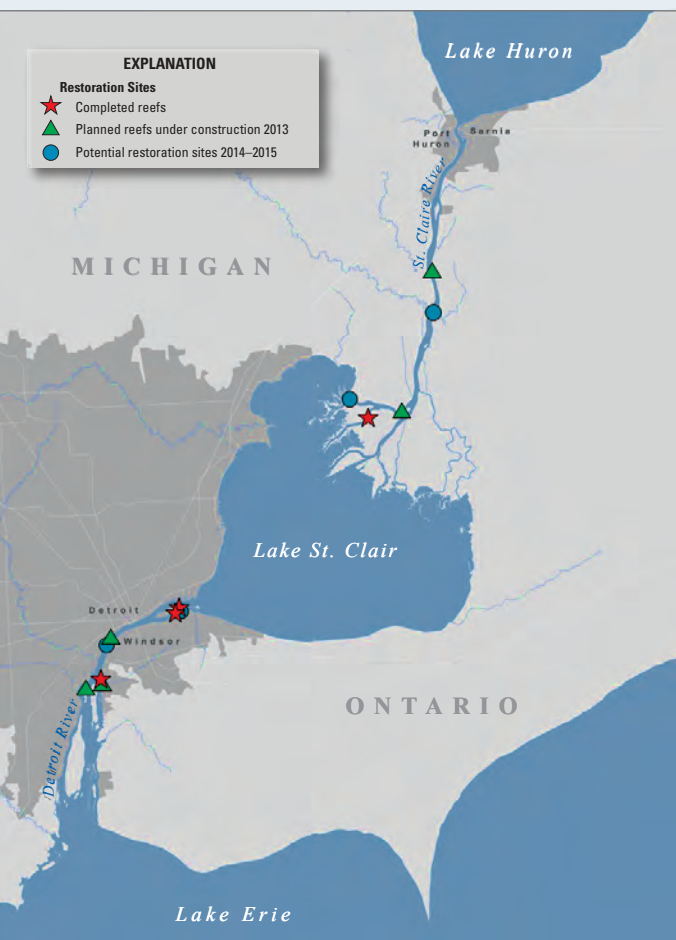 EXPLANATION
Restoration Sites
Completed reefs
Planned reefs under construction 2013
Potential restoration sites 2014–2015
Lake Huron
Port
Huron
Sarnia
St. Claire River
MICHIGAN
Lake St. Clair
Detroit
Windsor
ONTARIO
Detroit River
Lake Erie